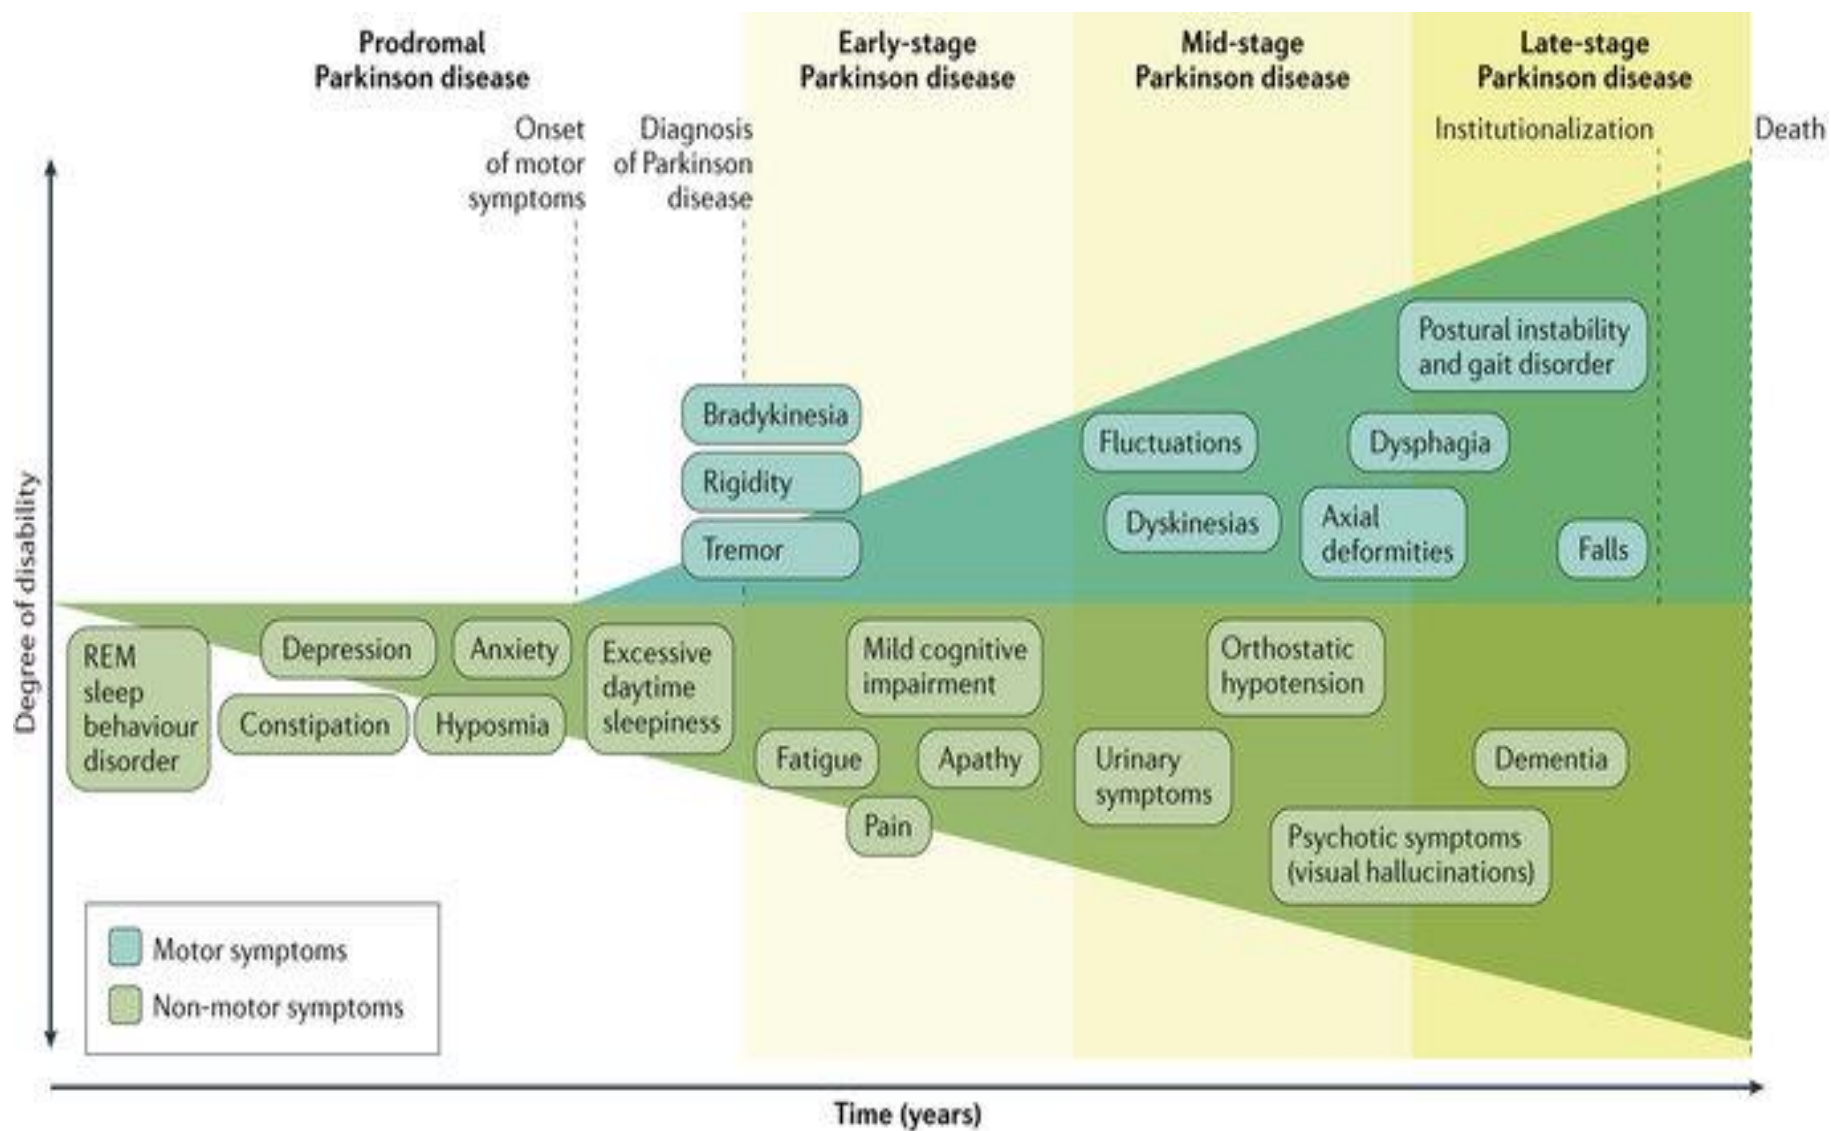 Prodromal
Parkinson disease
Early-stage
Parkinson disease
Mid-stage
Parkinson disease
Late-stage
Parkinson disease
Onset
of motor
symptoms
Diagnosis
of Parkinson
disease
Institutionalization
Death
Degree of disability
Postural instability
and gait disorder
Bradykinesia
Fluctuations
Dysphagia
Rigidity
Dyskinesias
Axial
deformities
Tremor
Falls
REM
sleep
behaviour
disorder
Depression
Anxiety
Excessive
daytime
sleepiness
Mild cognitive
impairment
Orthostatic
hypotension
Constipation
Hyposmia
Fatigue
Apathy
Urinary
symptoms
Dementia
Pain
Psychotic symptoms
(visual hallucinations)
Motor symptoms
Non-motor symptoms
Time (years)